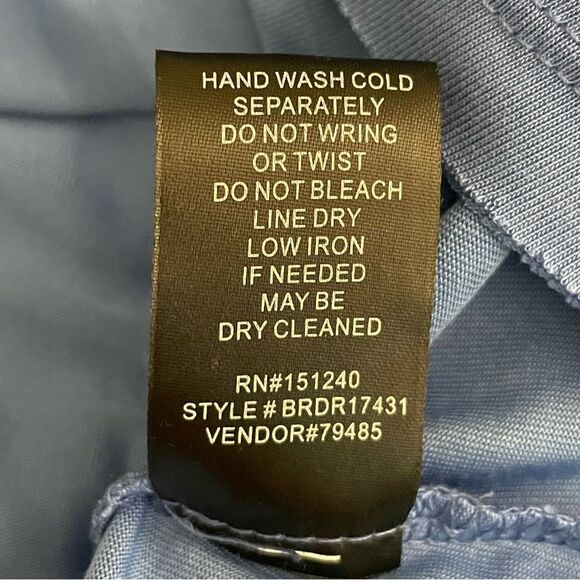 HAND WASH COLD
SEPARATELY
DO NOT WRING
OR TWIST
DO NOT BLEACH
LINE DRY
LOW IRON
IF NEEDED
MAY BE
DRY CLEANED
RN#151240
STYLE # BRDR17431
VENDOR#79485